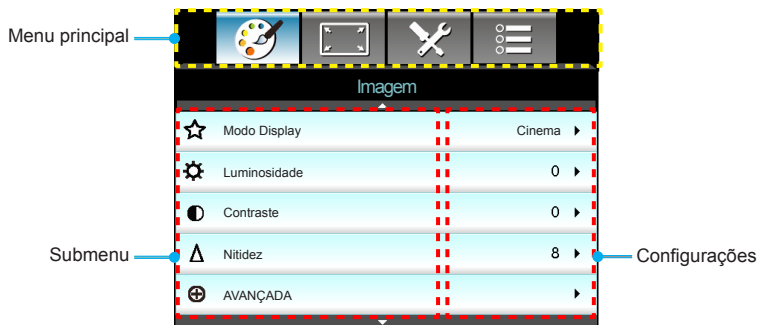 Menu principal
Imagem
Modo Display Cinema
Luminosidade 0
Contraste 0
Submenu
Nitidez 8
Configurações
AVANÇADA